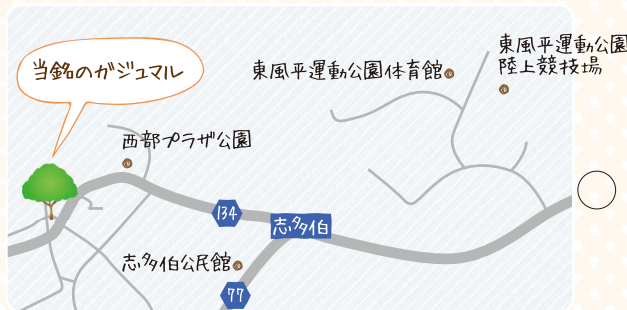 東風平運動公園
陸上競技場
東風平運動公園体育館
当銘のガジュマル
西部プラザ公園
134
志多伯
志多伯公民館
77